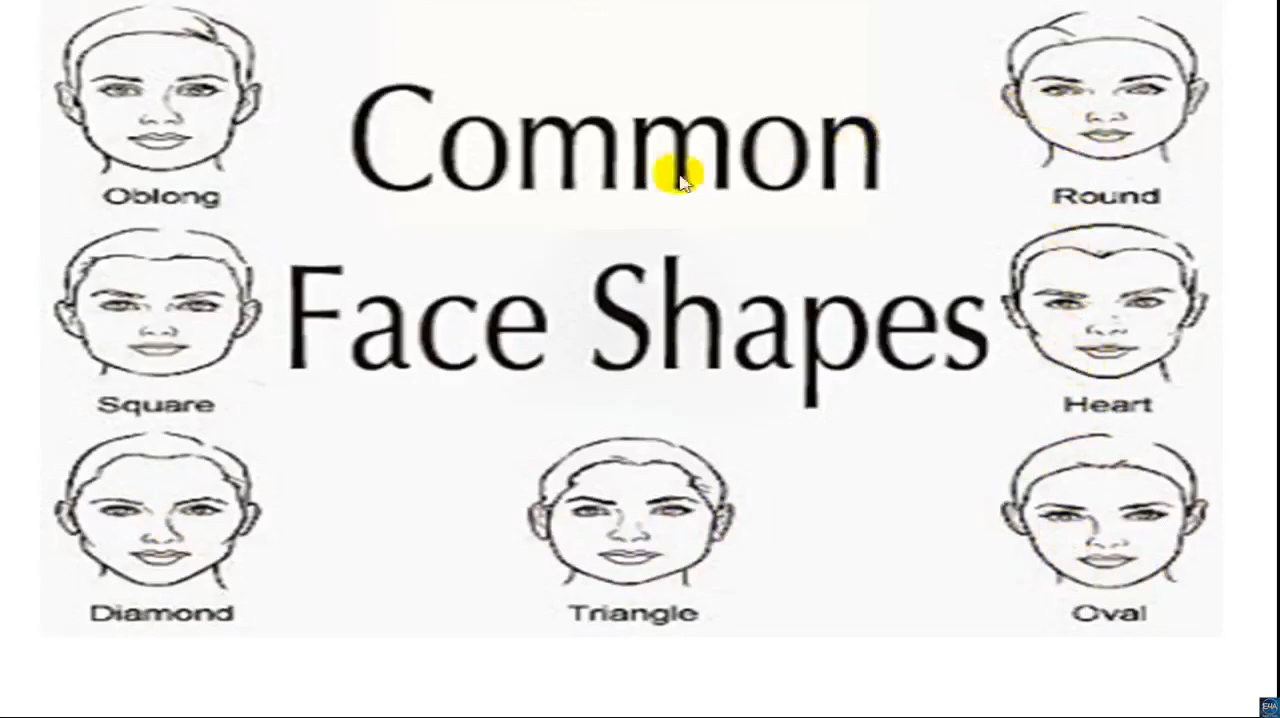 Common
Face Shapes
Oblong
Round
Square
Heart
Diamond
Triangle
Oval